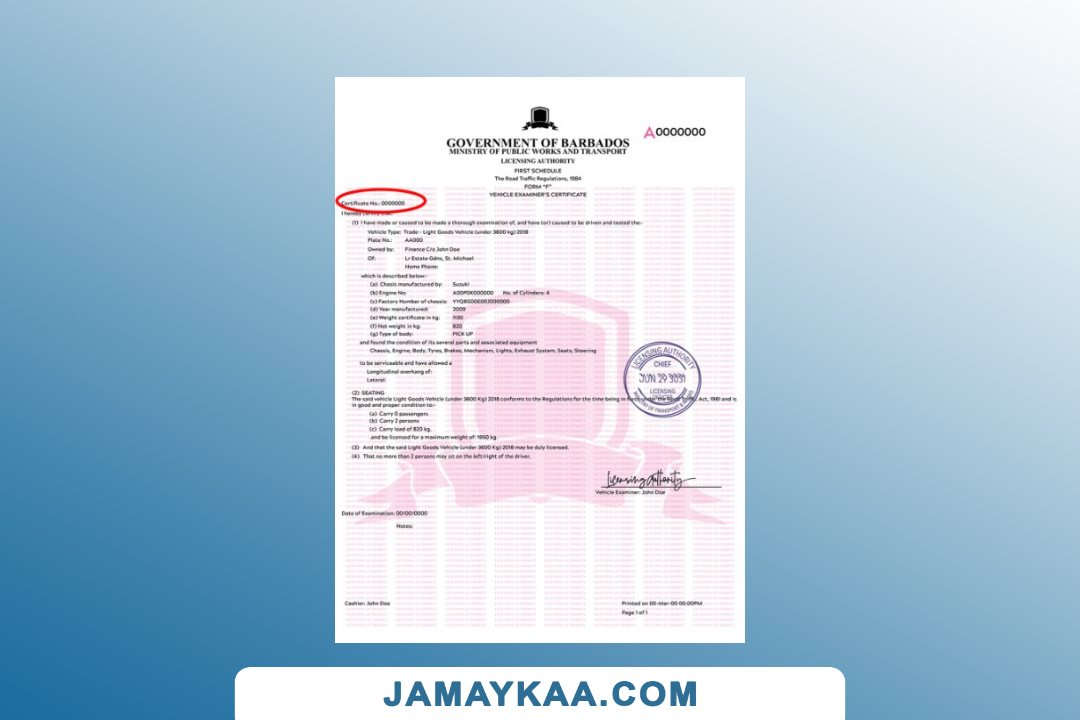 A0000000
GOVERNMENT OF BARBADOS
MINISTRY OF PUBLIC WORKS AND TRANSPORT
LICENSING AUTHORITY
FIRST SCHEDULE
The Road Traffic Regulations, 1984
FORM "F"
VEHICLE EXAMINER'S CERTIFICATE
Certificate No.: 0000000
I hereby certify that:
(1) I have made or caused to be made a thorough examination of, and have (or) caused to be driven and tested the:-
Vehicle Type: Trade - Light Goods Vehicle (under 3600 kg) 2018
Plate No.: AA000
Owned by: Finance C/o John Doe
Of: Lr Estate Gdns, St. Michael
Home Phone:
which is described below:-
(a) Chasis manufactured by: Suzuki
(b) Engine No: A00P0K000000 No. of Cylinders: 4
(c) Factory Number of chassis:
(d) Year manufactured: 2009
(e) Weight certificate in kg: 1130
(f) Net weight in kg: 820
(g) Type of body: PICK UP
and found the condition of its several parts and associated equipment
Chassis, Engine, Body, Tyres, Brakes, Mechanism, Lights, Exhaust System, Seats, Steering
to be serviceable and have allowed a
Longitudinal overhang of:
Lateral:
LICENSING AUTHORITY
CHIEF
JUN 29 3031
LICENSING
MINISTRY OF TRANSPORT &
(2) SEATING
The said vehicle Light Goods Vehicle (under 3600 Kg) 2018 conforms to the Regulations for the time being in force under the Road Traffic Act, 1981 and is
in good and proper condition to:-
(a) Carry 0 passengers
(b) Carry 2 persons
(c) Carry load of 820 kg.
and be licensed for a maximum weight of: 1950 kg.
(3) And that the said Light Goods Vehicle (under 3600 Kg) 2018 may be duly licensed.
(4) That no more than 2 persons may sit on the left/right of the driver.
Licensing Authority
Vehicle Examiner: John Doe
Date of Examination: 00/00/0000
Notes:
Cashier: John Doe
Printed on 00-Mar-00 00:00PM
Page 1 of 1
JAMAYKAA.COM